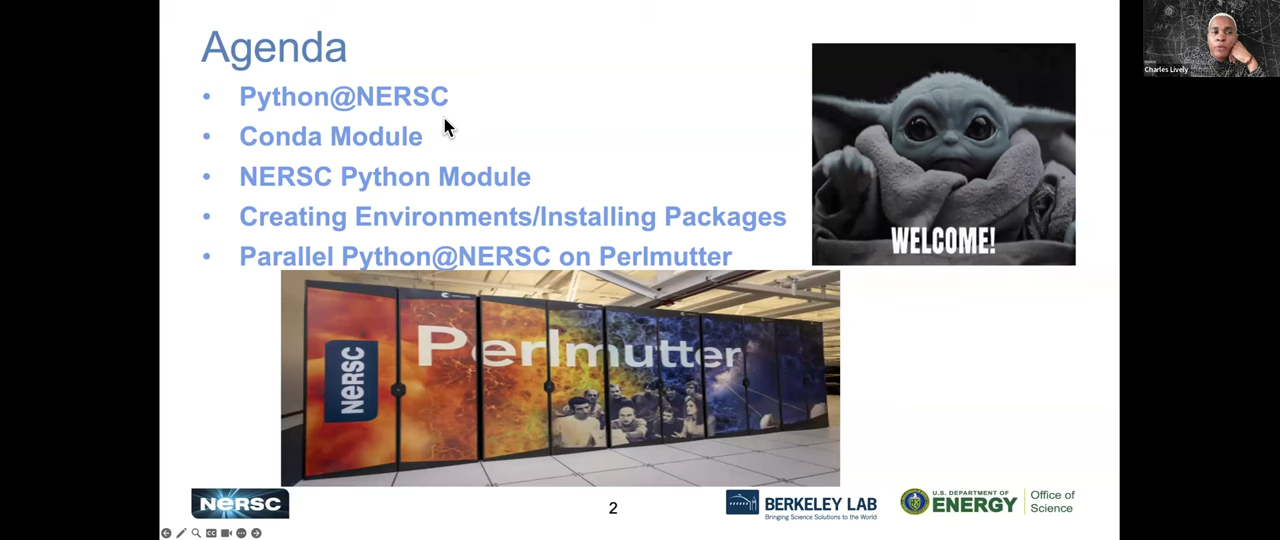 Agenda
• Python@NERSC
• Conda Module
• NERSC Python Module
• Creating Environments/Installing Packages
• Parallel Python@NERSC on Perlmutter
WELCOME!
Charles Lively
NERSC
Perlmutter
NERSC
2
BERKELEY LAB
Bringing Science Solutions to the World
U.S. DEPARTMENT OF
ENERGY
Office of
Science